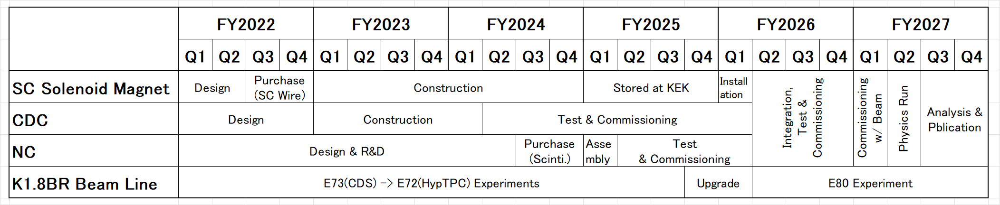 FY2022 FY2023 FY2024 FY2025 FY2026 FY2027
Q1 Q2 Q3 Q4 Q1 Q2 Q3 Q4 Q1 Q2 Q3 Q4 Q1 Q2 Q3 Q4 Q1 Q2 Q3 Q4 Q1 Q2 Q3 Q4
SC Solenoid Magnet
Design
Purchase
(SC Wire)
Construction
Stored at KEK
Install
ation
CDC
Design
Construction
Test & Commissioning
NC
Design & R&D
Purchase
(Scinti.)
Asse
mbly
Test
& Commissioning
Integration,
Test &
Commissioning
Commissioning
w/ Beam
Physics Run
Analysis &
Pblication
K1.8BR Beam Line
E73(CDS) -> E72(HypTPC) Experiments
Upgrade
E80 Experiment